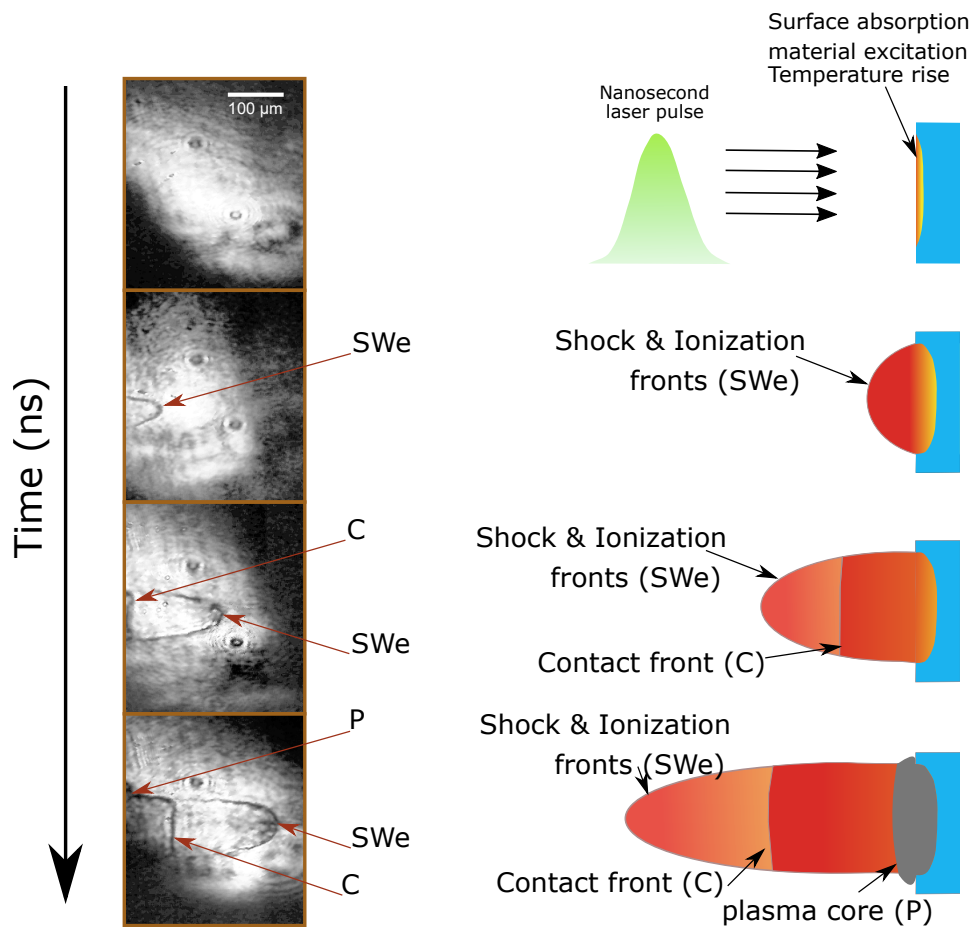 Surface absorption
material excitation
Temperature rise
Nanosecond
laser pulse
100 µm
Time (ns)
SWe
Shock & Ionization
fronts (SWe)
C
SWe
Shock & Ionization
fronts (SWe)
Contact front (C)
P
SWe
C
Shock & Ionization
fronts (SWe)
Contact front (C)
plasma core (P)